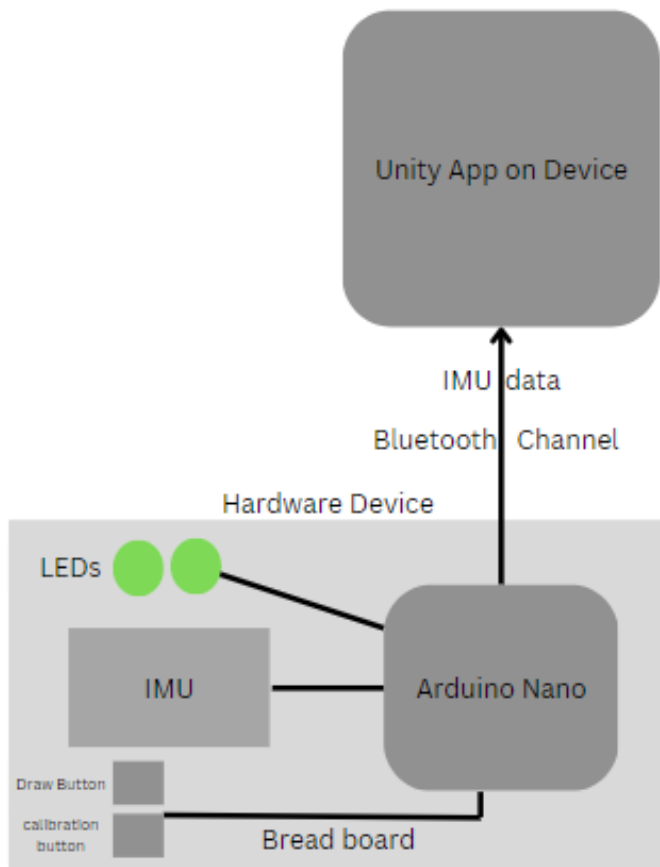 Unity App on Device
IMU data
Bluetooth Channel
Hardware Device
LEDs
IMU
Arduino Nano
Draw Button
calibration
button
Bread board